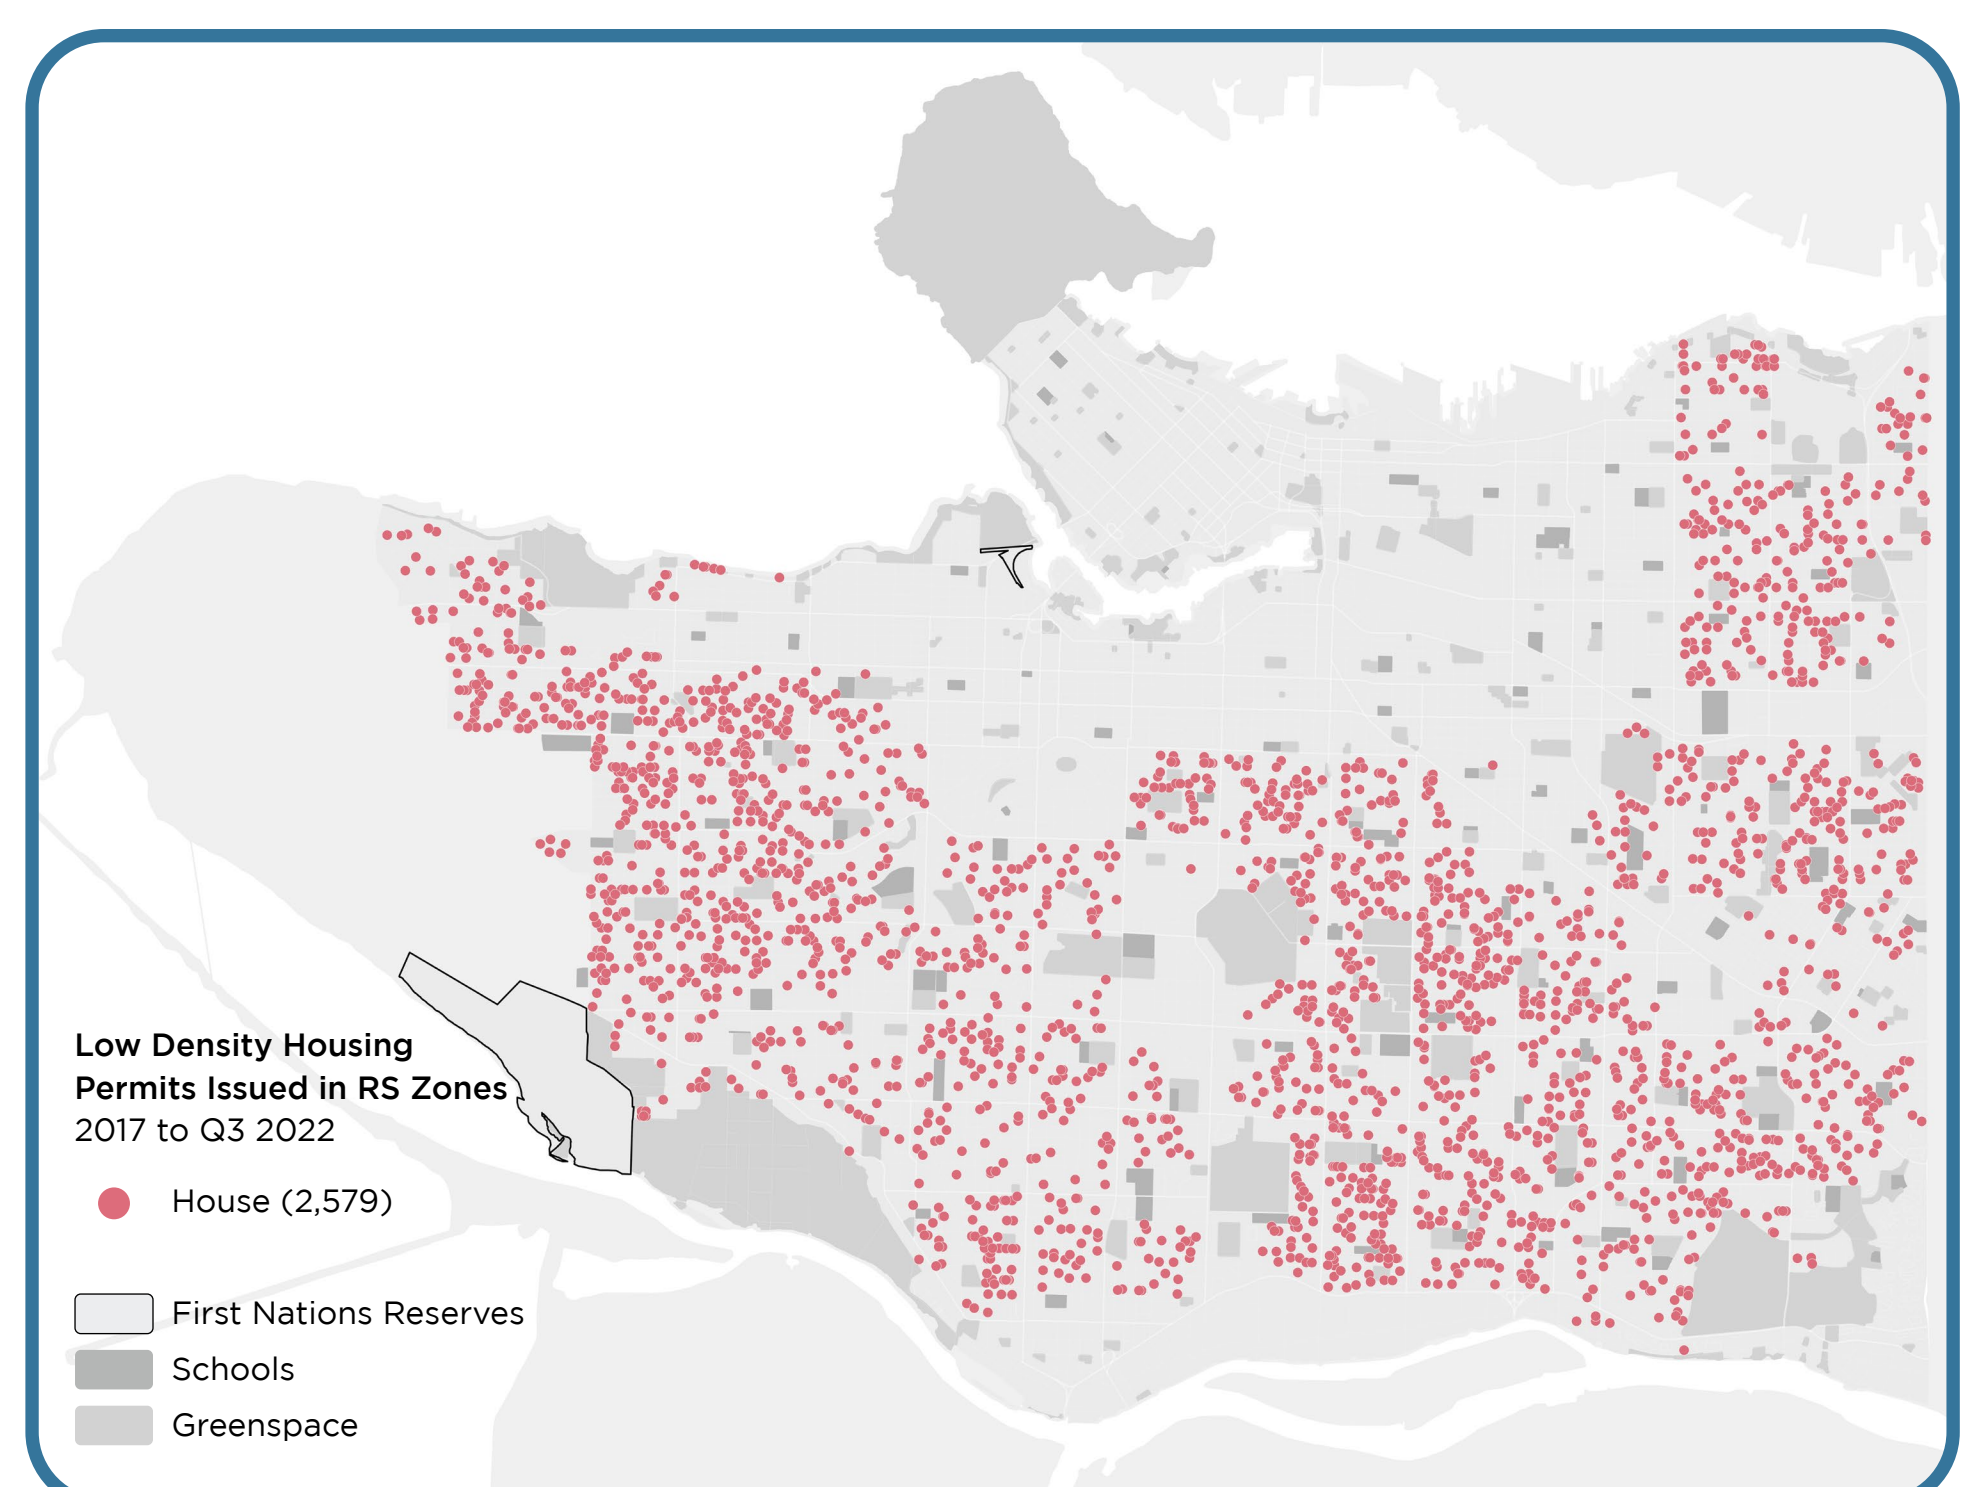 Low Density Housing
Permits Issued in RS Zones
2017 to Q3 2022
House (2,579)
First Nations Reserves
Schools
Greenspace